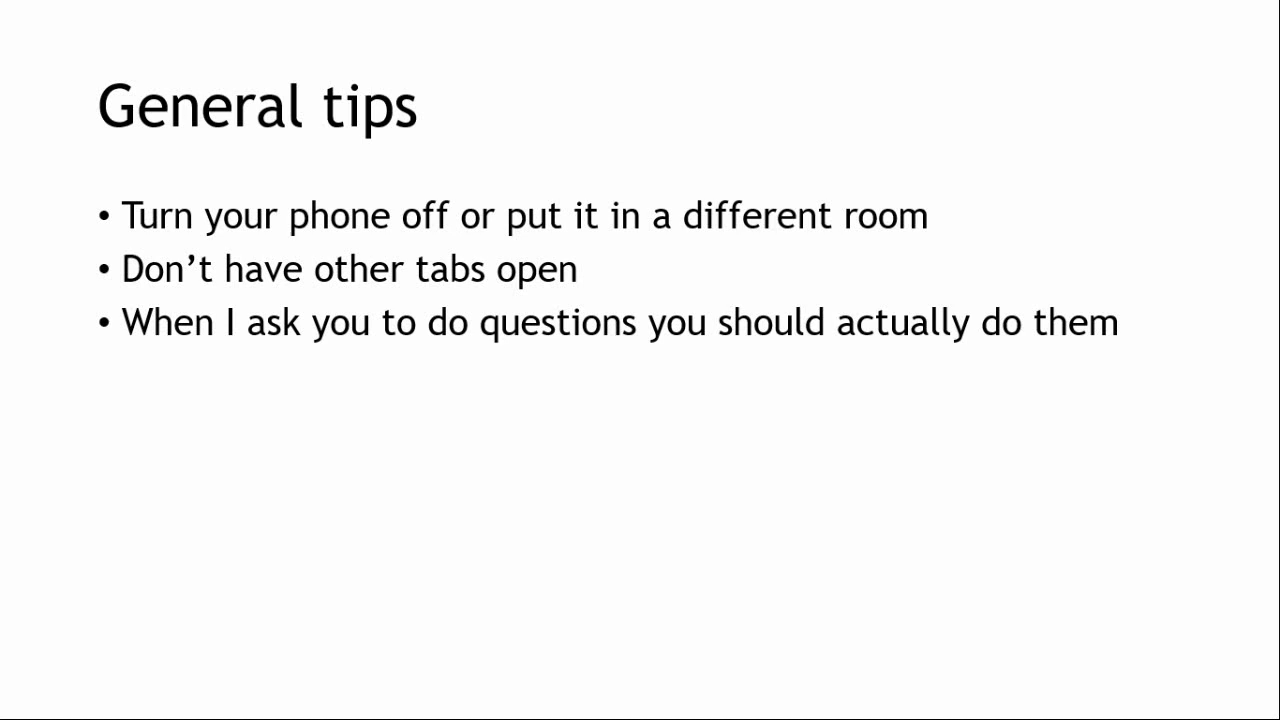 General tips
• Turn your phone off or put it in a different room
• Don’t have other tabs open
• When I ask you to do questions you should actually do them